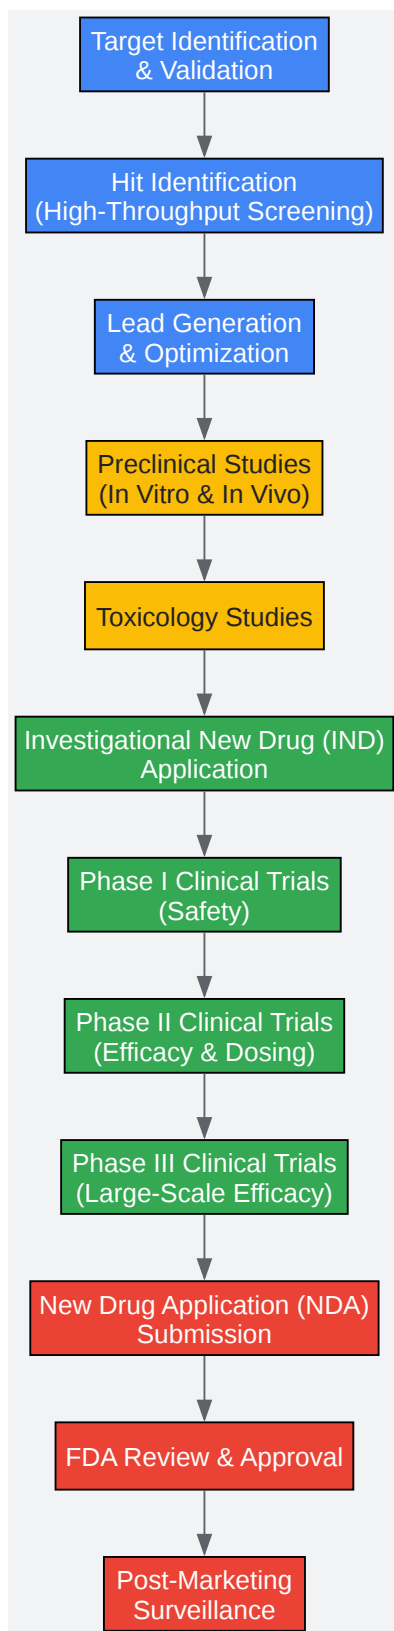 Target Identification
& Validation
Hit Identification
(High-Throughput Screening)
Lead Generation
& Optimization
Preclinical Studies
(In Vitro & In Vivo)
Toxicology Studies
Investigational New Drug (IND)
Application
Phase I Clinical Trials
(Safety)
Phase II Clinical Trials
(Efficacy & Dosing)
Phase III Clinical Trials
(Large-Scale Efficacy)
New Drug Application (NDA)
Submission
FDA Review & Approval
Post-Marketing
Surveillance